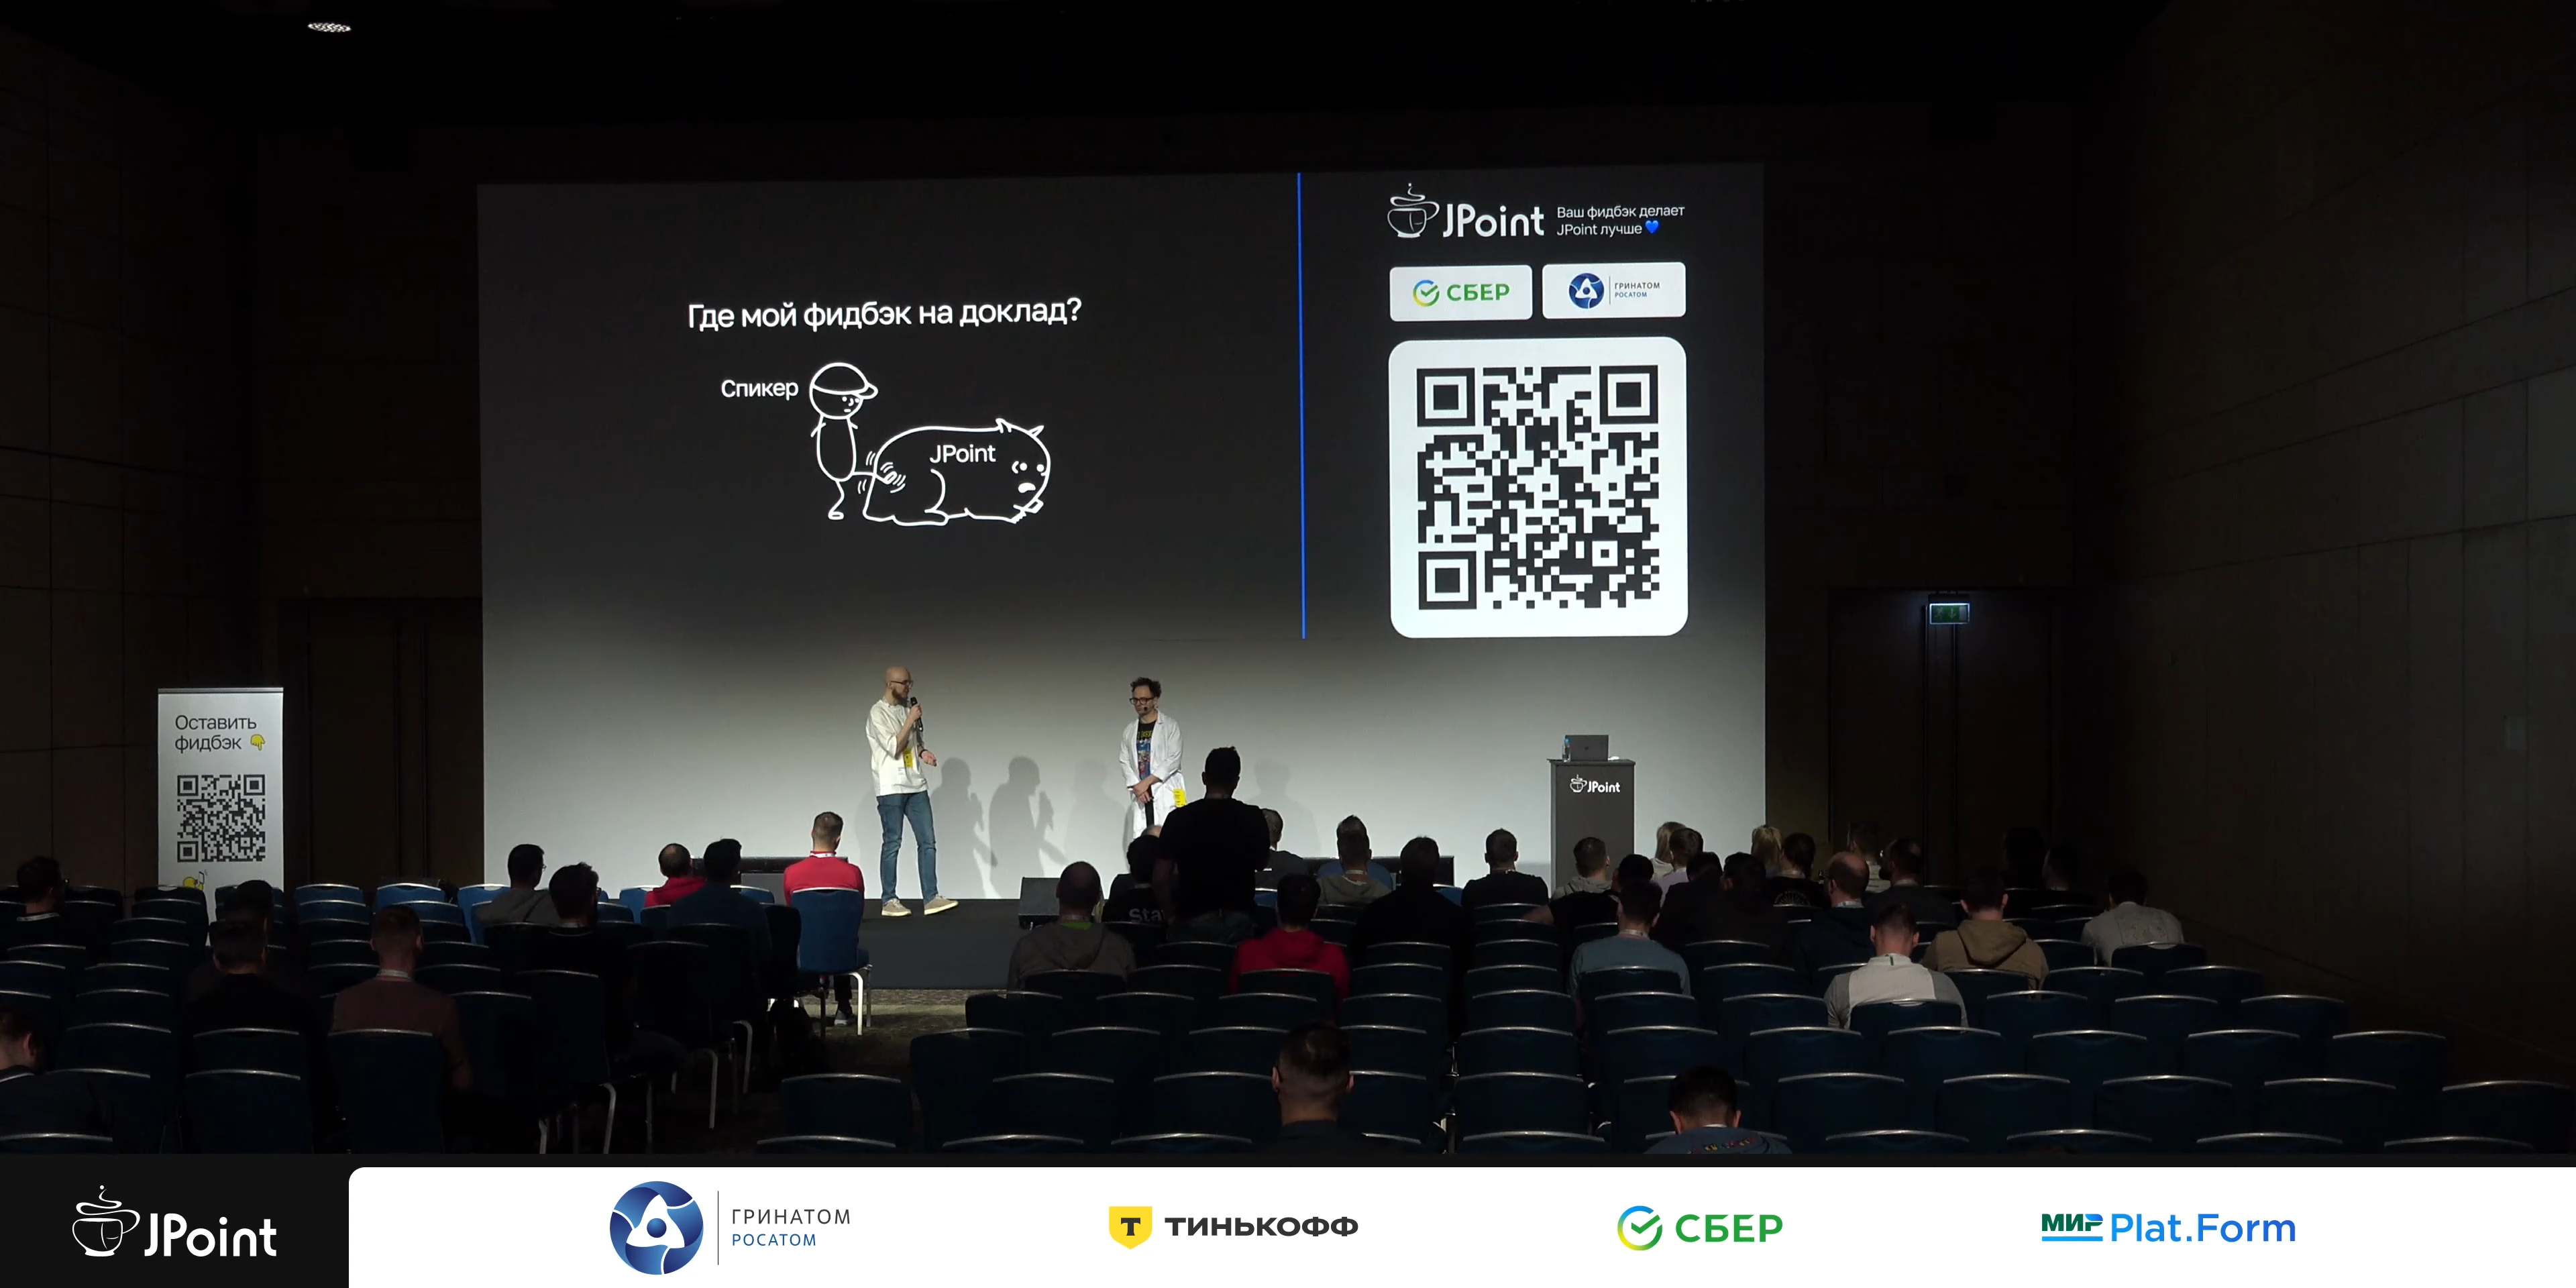 JPoint
Ваш фидбэк делает
JPoint лучше
СБЕР
ГРИНАТОМ
РОСАТОМ
Где мой фидбэк на доклад?
Спикер
JPoint
Оставить
фидбэк
JPoint
Sta
JPoint
ГРИНАТОМ
РОСАТОМ
Т ТИНЬКОФФ
СБЕР
МИР Plat.Form